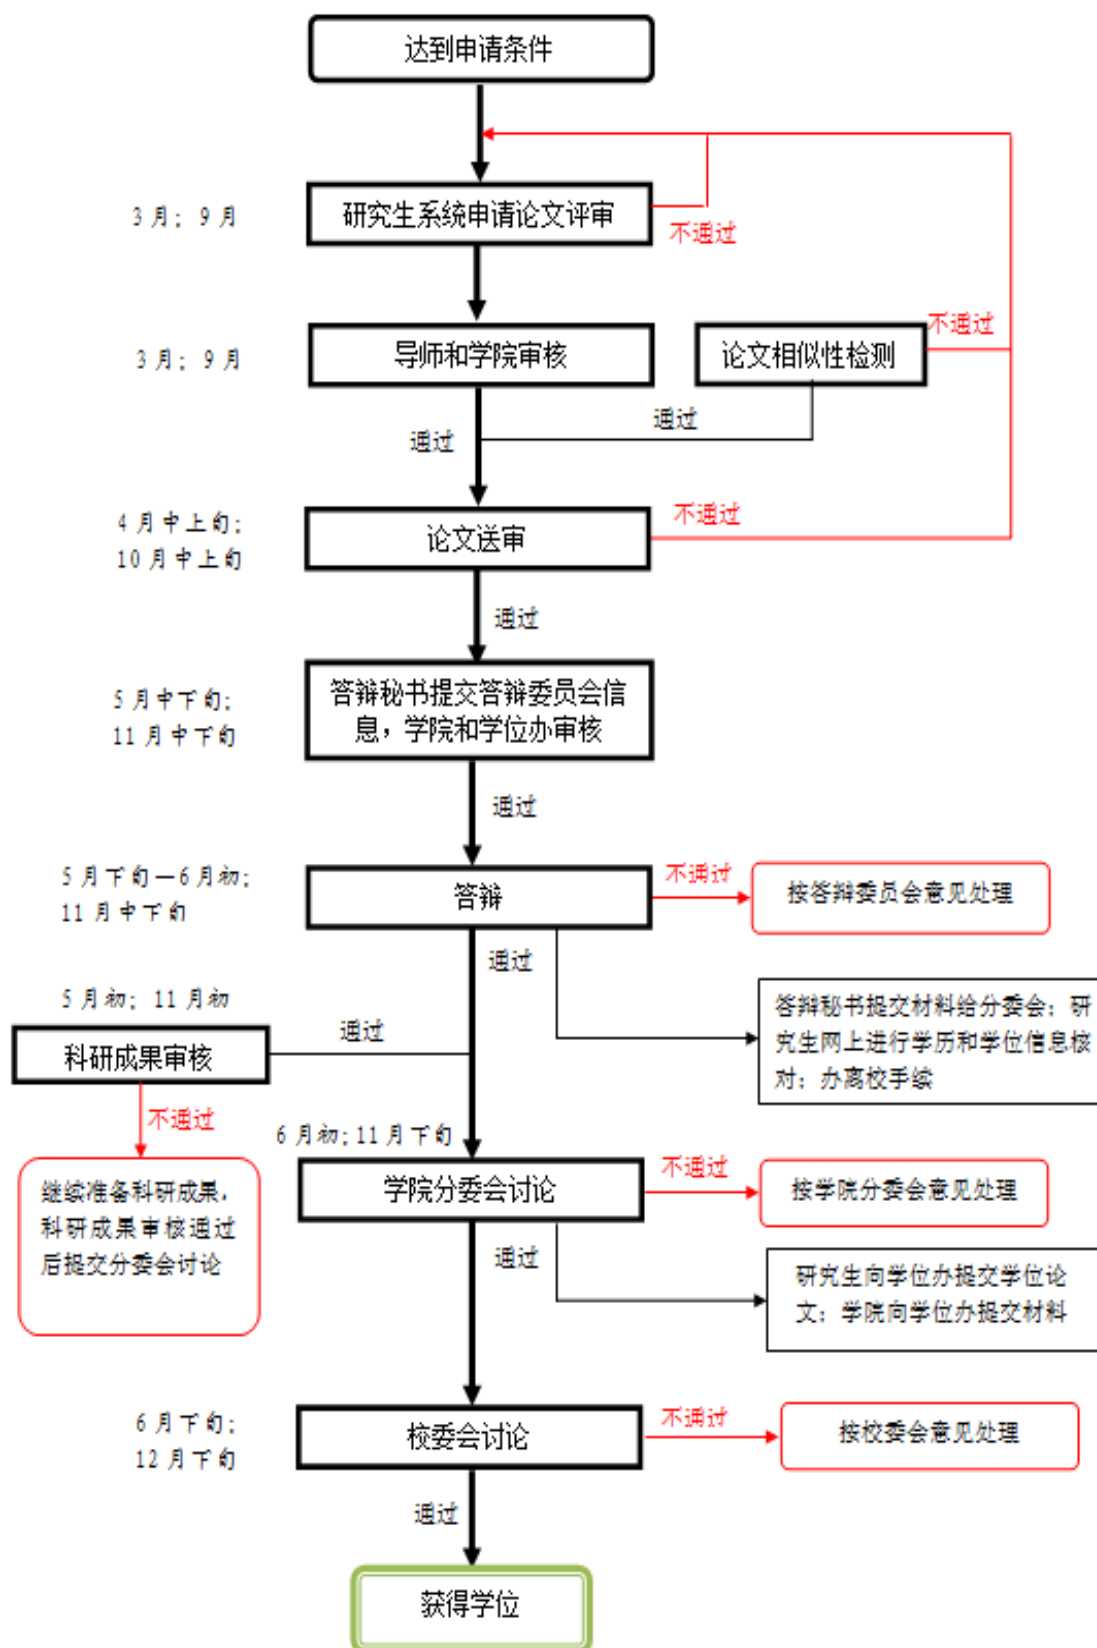 达到申请条件
3月；9月
研究生系统申请论文评审
不通过
3月；9月
导师和学院审核
论文相似性检测
不通过
通过
通过
4月中上旬；
10月中上旬
论文送审
不通过
通过
5月中下旬；
11月中下旬
答辩秘书提交答辩委员会信
息，学院和学位办审核
通过
5月下旬—6月初；
11月中下旬
答辩
不通过
按答辩委员会意见处理
通过
5月初；11月初
科研成果审核
通过
答辩秘书提交材料给分委会；研
究生网上进行学历和学位信息核
对；办离校手续
不通过
继续准备科研成果，
科研成果审核通过
后提交分委会讨论
6月初；11月下旬
学院分委会讨论
不通过
按学院分委会意见处理
通过
研究生向学位办提交学位论
文；学院向学位办提交材料
6月下旬；
12月下旬
校委会讨论
不通过
按校委会意见处理
通过
获得学位